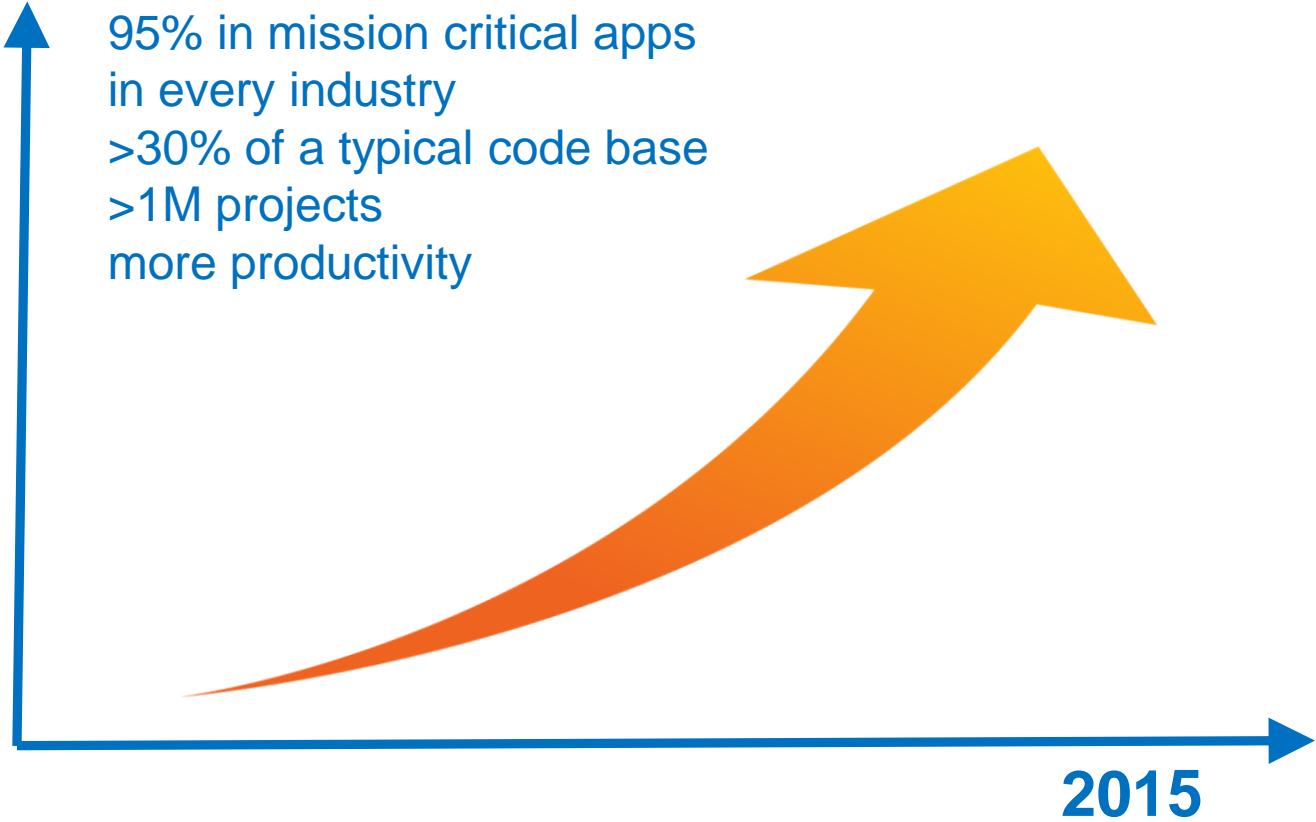 95% in mission critical apps
in every industry
>30% of a typical code base
>1M projects
more productivity
2015